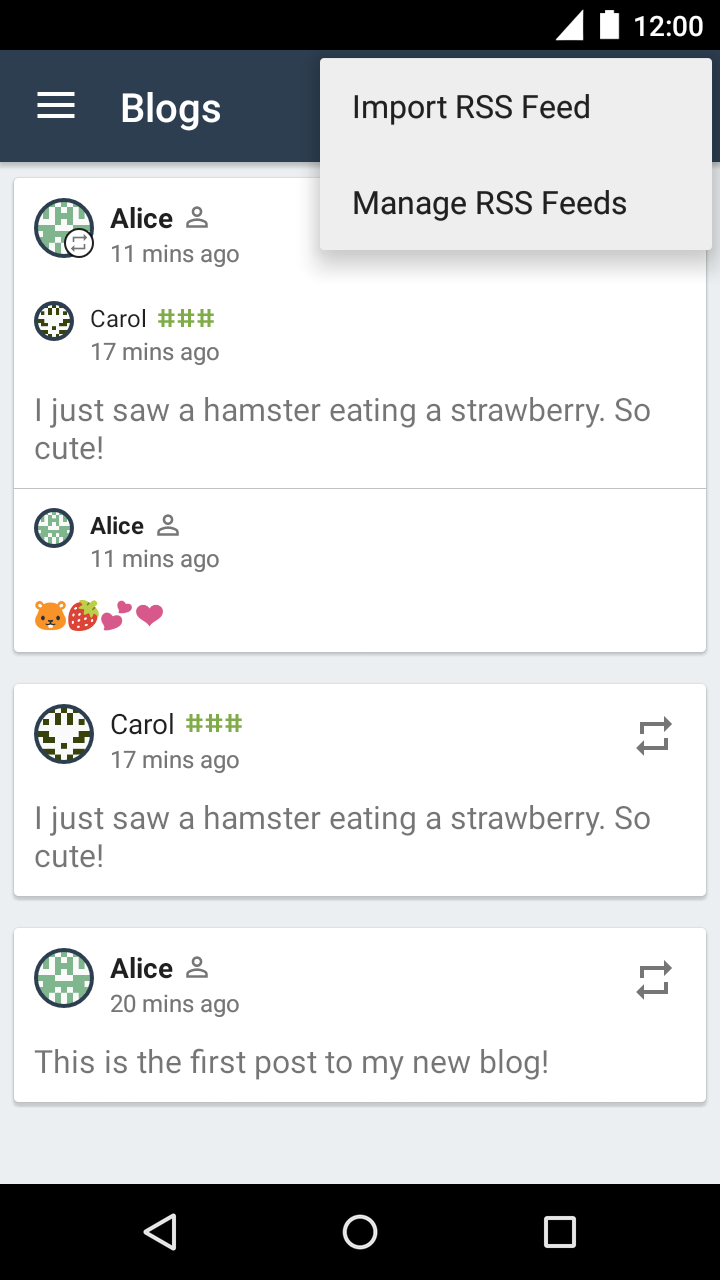 12:00
Blogs
Import RSS Feed
Manage RSS Feeds
Alice
11 mins ago
Carol ###
17 mins ago
I just saw a hamster eating a strawberry. So
cute!
Alice
11 mins ago
🐹🍓💕❤
Carol ###
17 mins ago
I just saw a hamster eating a strawberry. So
cute!
Alice
20 mins ago
This is the first post to my new blog!